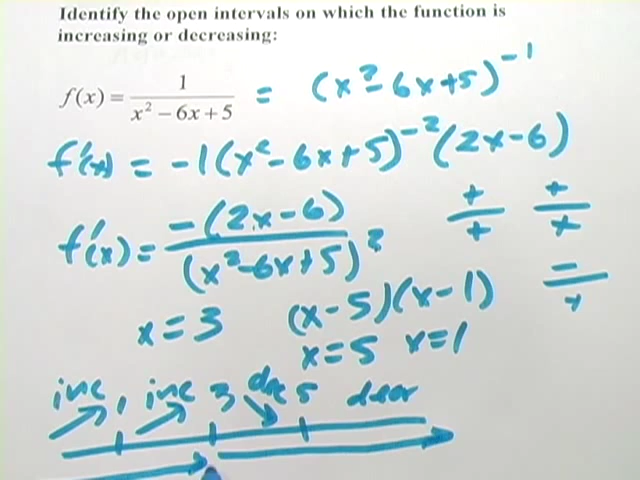 Identify the open intervals on which the function is
increasing or decreasing:
f(x) = 1 / (x² − 6x + 5) = (x² − 6x + 5)⁻¹
f'(x) = −1(x² − 6x + 5)⁻²(2x − 6)
f'(x) = −(2x − 6) / (x² − 6x + 5)² + / + + / +
− / +
x = 3 (x − 5)(x − 1)
x = 5 x = 1
inc 1 inc 3 dec 5 decr